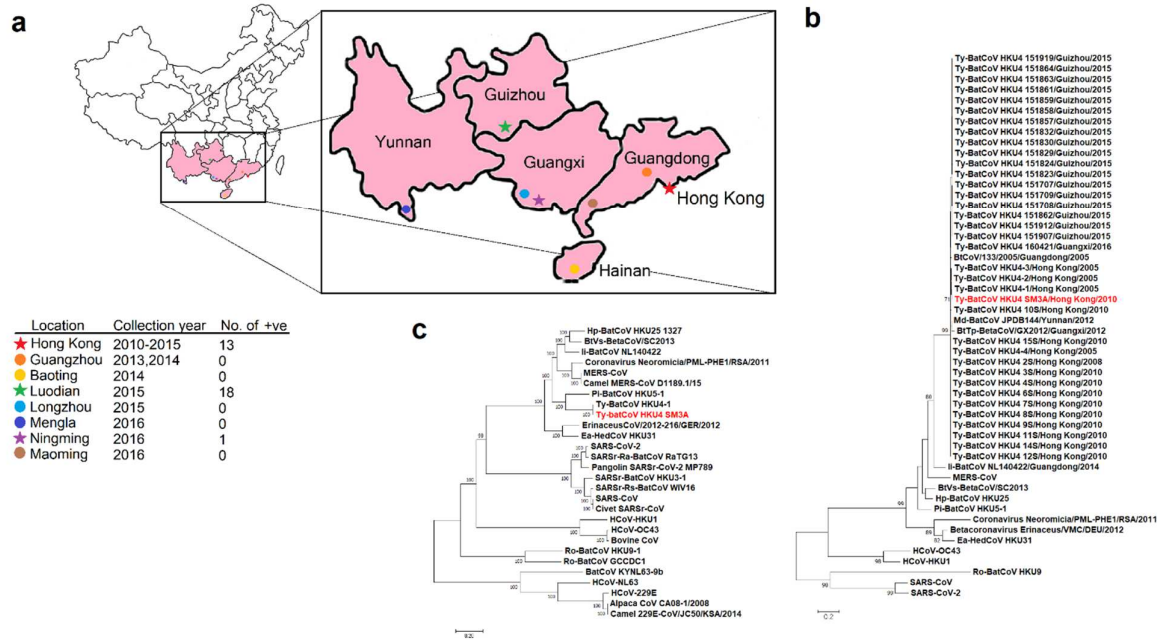 a
Guizhou
Yunnan
Guangxi
Guangdong
Hong Kong
Hainan
Location Collection year No. of +ve
Hong Kong 2010-2015 13
Guangzhou 2013,2014 0
Baoting 2014 0
Luodian 2015 18
Longzhou 2015 0
Mengla 2016 0
Ningming 2016 1
Maoming 2016 0
b
Ty-BatCoV HKU4 151919/Guizhou/2015
Ty-BatCoV HKU4 151864/Guizhou/2015
Ty-BatCoV HKU4 151863/Guizhou/2015
Ty-BatCoV HKU4 151861/Guizhou/2015
Ty-BatCoV HKU4 151859/Guizhou/2015
Ty-BatCoV HKU4 151858/Guizhou/2015
Ty-BatCoV HKU4 151857/Guizhou/2015
Ty-BatCoV HKU4 151832/Guizhou/2015
Ty-BatCoV HKU4 151830/Guizhou/2015
Ty-BatCoV HKU4 151829/Guizhou/2015
Ty-BatCoV HKU4 151824/Guizhou/2015
Ty-BatCoV HKU4 151823/Guizhou/2015
Ty-BatCoV HKU4 151707/Guizhou/2015
Ty-BatCoV HKU4 151709/Guizhou/2015
Ty-BatCoV HKU4 151708/Guizhou/2015
Ty-BatCoV HKU4 151862/Guizhou/2015
Ty-BatCoV HKU4 151912/Guizhou/2015
Ty-BatCoV HKU4 151907/Guizhou/2015
Ty-BatCoV HKU4 160421/Guangxi/2016
BtCoV/133/2005/Guangdong/2005
Ty-BatCoV HKU4-3/Hong Kong/2005
Ty-BatCoV HKU4-2/Hong Kong/2005
Ty-BatCoV HKU4-1/Hong Kong/2005
Ty-BatCoV HKU4 SM3A/Hong Kong/2010
Ty-BatCoV HKU4 10S/Hong Kong/2010
Md-BatCoV JPDB144/Yunnan/2012
BtTp-BetaCoV/GX2012/Guangxi/2012
Ty-BatCoV HKU4 15S/Hong Kong/2010
Ty-BatCoV HKU4-4/Hong Kong/2005
Ty-BatCoV HKU4 2S/Hong Kong/2008
Ty-BatCoV HKU4 3S/Hong Kong/2010
Ty-BatCoV HKU4 4S/Hong Kong/2010
Ty-BatCoV HKU4 6S/Hong Kong/2010
Ty-BatCoV HKU4 7S/Hong Kong/2010
Ty-BatCoV HKU4 8S/Hong Kong/2010
Ty-BatCoV HKU4 9S/Hong Kong/2010
Ty-BatCoV HKU4 11S/Hong Kong/2010
Ty-BatCoV HKU4 14S/Hong Kong/2010
Ty-BatCoV HKU4 12S/Hong Kong/2010
Ii-BatCoV NL140422/Guangdong/2014
MERS-CoV
BtVs-BetaCoV/SC2013
Hp-BatCoV HKU25
Pi-BatCoV HKU5-1
Coronavirus Neoromicia/PML-PHE1/RSA/2011
Betacoronavirus Erinaceus/VMC/DEU/2012
Ea-HedCoV HKU31
HCoV-OC43
HCoV-HKU1
Ro-BatCoV HKU9
SARS-CoV
SARS-CoV-2
99
86
99
89
82
98
99
0.2
c
Hp-BatCoV HKU25 1327
BtVs-BetaCoV/SC2013
Ii-BatCoV NL140422
Coronavirus Neoromicia/PML-PHE1/RSA/2011
MERS-CoV
Camel MERS-CoV D1189.1/15
Pi-BatCoV HKU5-1
Ty-BatCoV HKU4-1
Ty-batCoV HKU4 SM3A
ErinaceusCoV/2012-216/GER/2012
Ea-HedCoV HKU31
SARS-CoV-2
SARSr-Ra-BatCoV RaTG13
Pangolin SARSr-CoV-2 MP789
SARSr-BatCoV HKU3-1
SARSr-Rs-BatCoV WIV16
SARS-CoV
Civet SARSr-CoV
HCoV-HKU1
HCoV-OC43
Bovine CoV
Ro-BatCoV HKU9-1
Ro-BatCoV GCCDC1
BatCoV KYNL63-9b
HCoV-NL63
HCoV-229E
Alpaca CoV CA08-1/2008
Camel 229E-CoV/JC50/KSA/2014
0.20